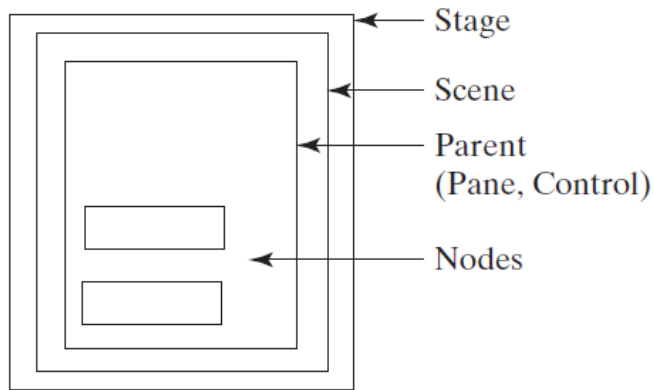 Stage
Scene
Parent
(Pane, Control)
Nodes